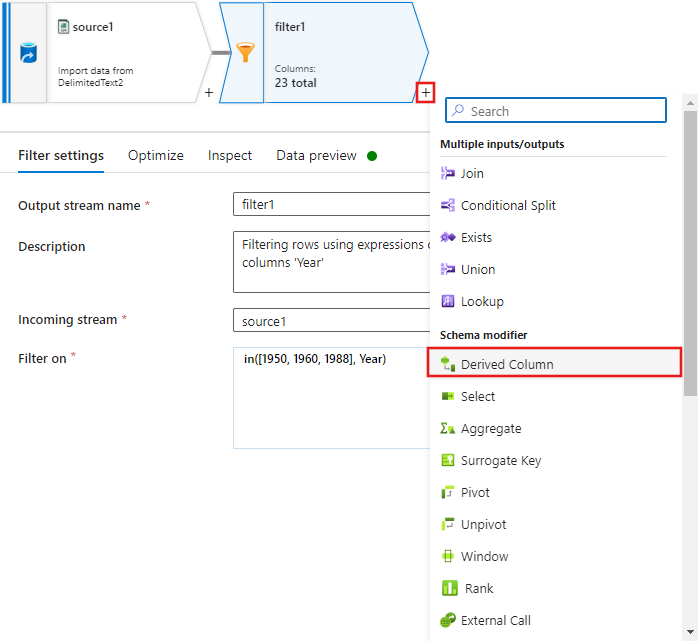 source1
Import data from
DelimitedText2
+
filter1
Columns:
23 total
+
Search
Multiple inputs/outputs
Join
Conditional Split
Exists
Union
Lookup
Schema modifier
Derived Column
Select
Aggregate
Surrogate Key
Pivot
Unpivot
Window
Rank
External Call
Filter settings
Optimize
Inspect
Data preview
Output stream name *
filter1
Description
Filtering rows using expressions
columns 'Year'
Incoming stream *
source1
Filter on *
in([1950, 1960, 1988], Year)